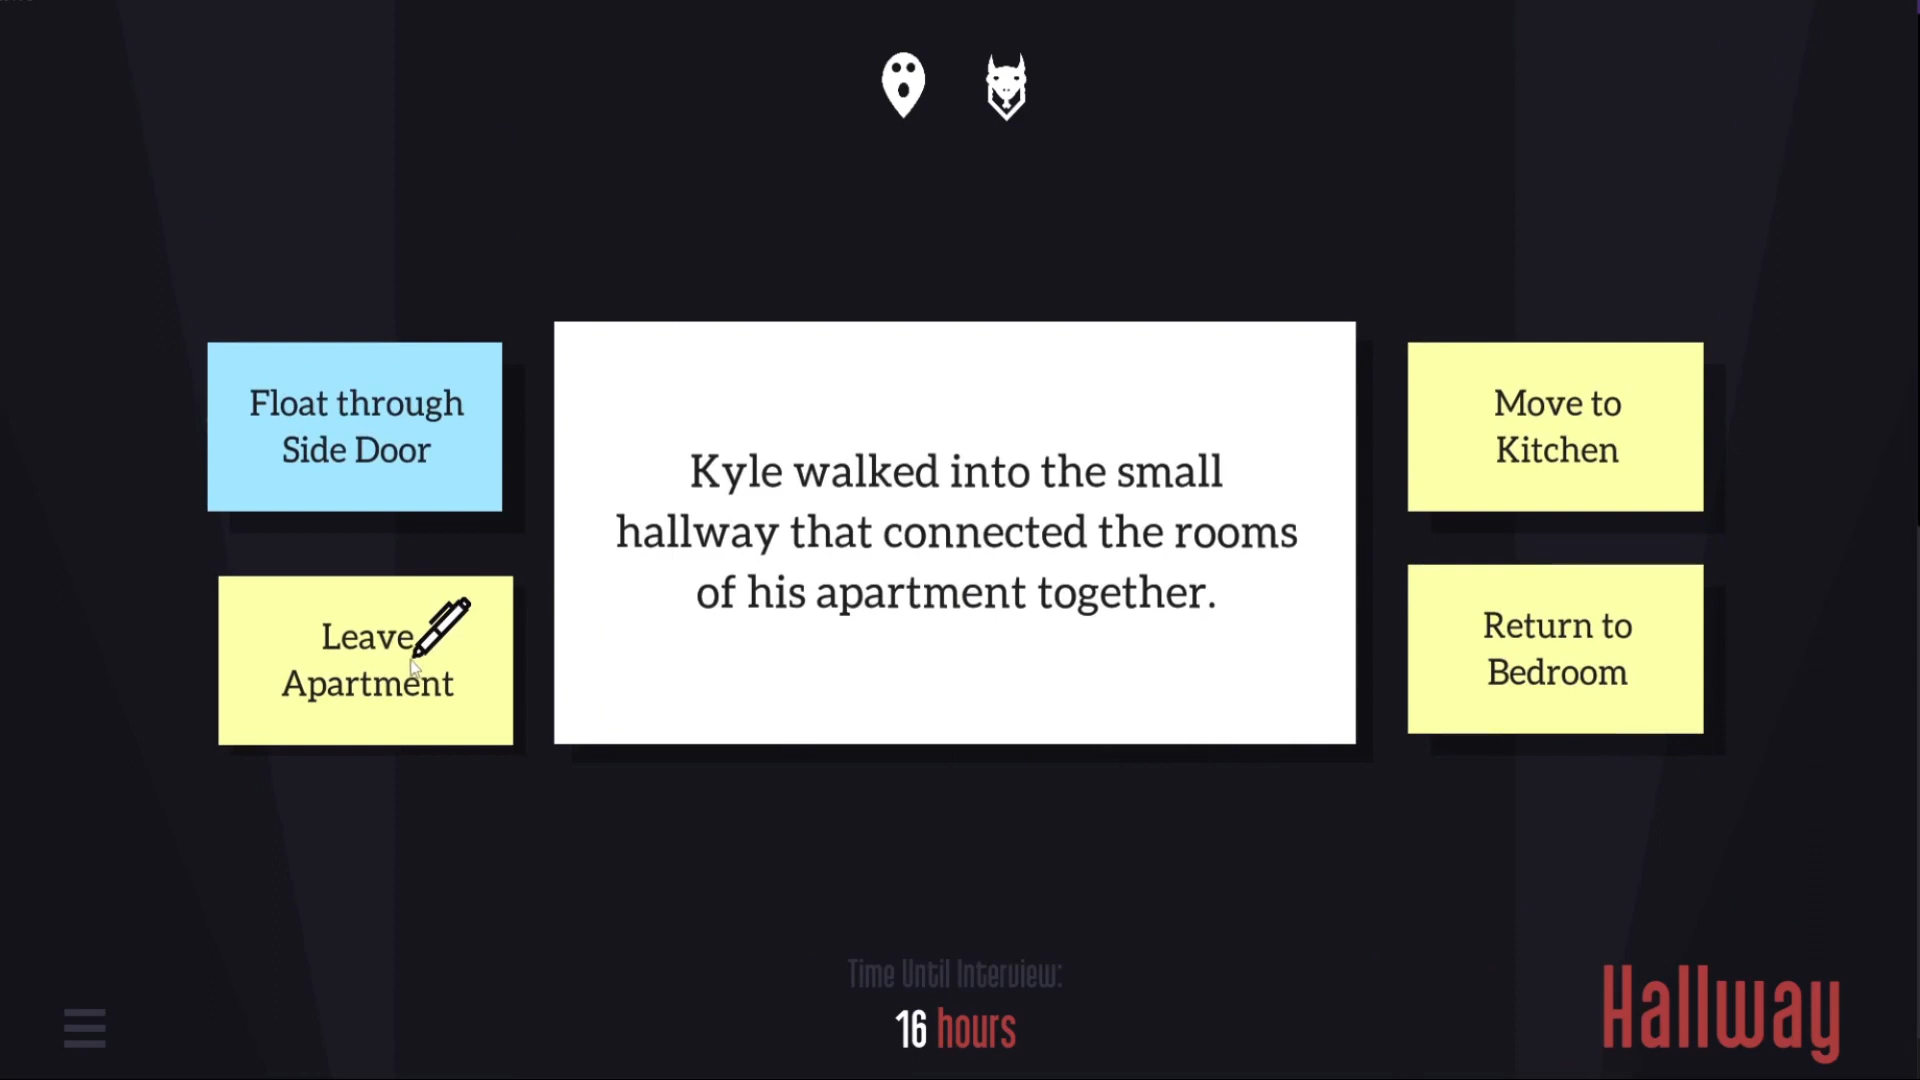 Float through
Side Door
Leave
Apartment
Kyle walked into the small
hallway that connected the rooms
of his apartment together.
Move to
Kitchen
Return to
Bedroom
Time Until Interview:
16 hours
Hallway